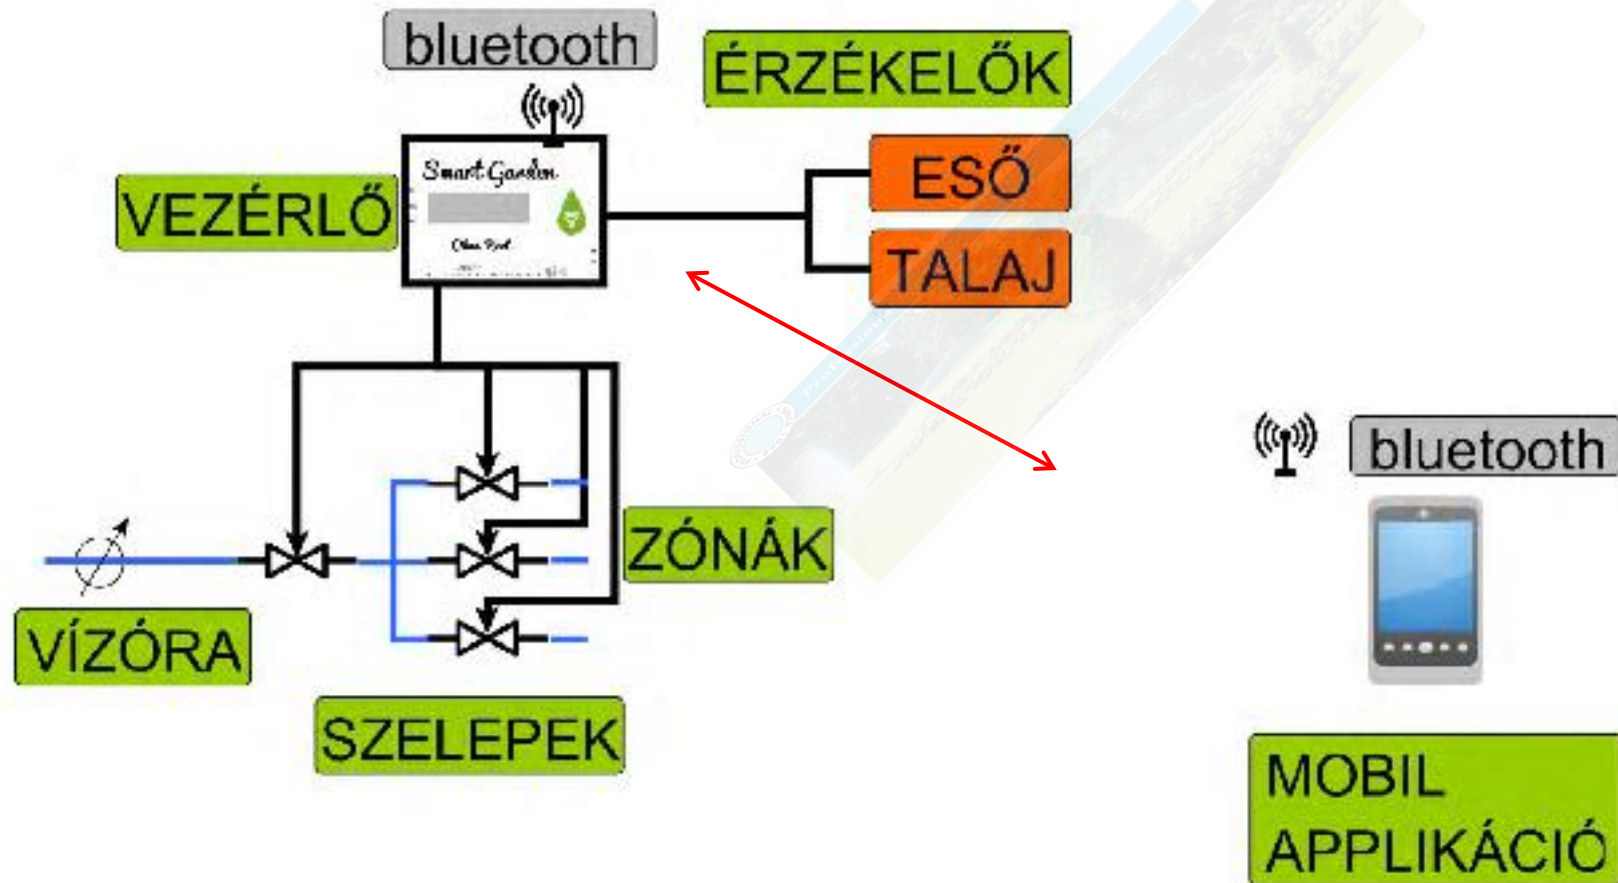 bluetooth
ÉRZÉKELŐK
Smart Garden
VEZÉRLŐ
ESŐ
TALAJ
bluetooth
ZÓNÁK
VÍZÓRA
SZELEPEK
MOBIL
APPLIKÁCIÓ